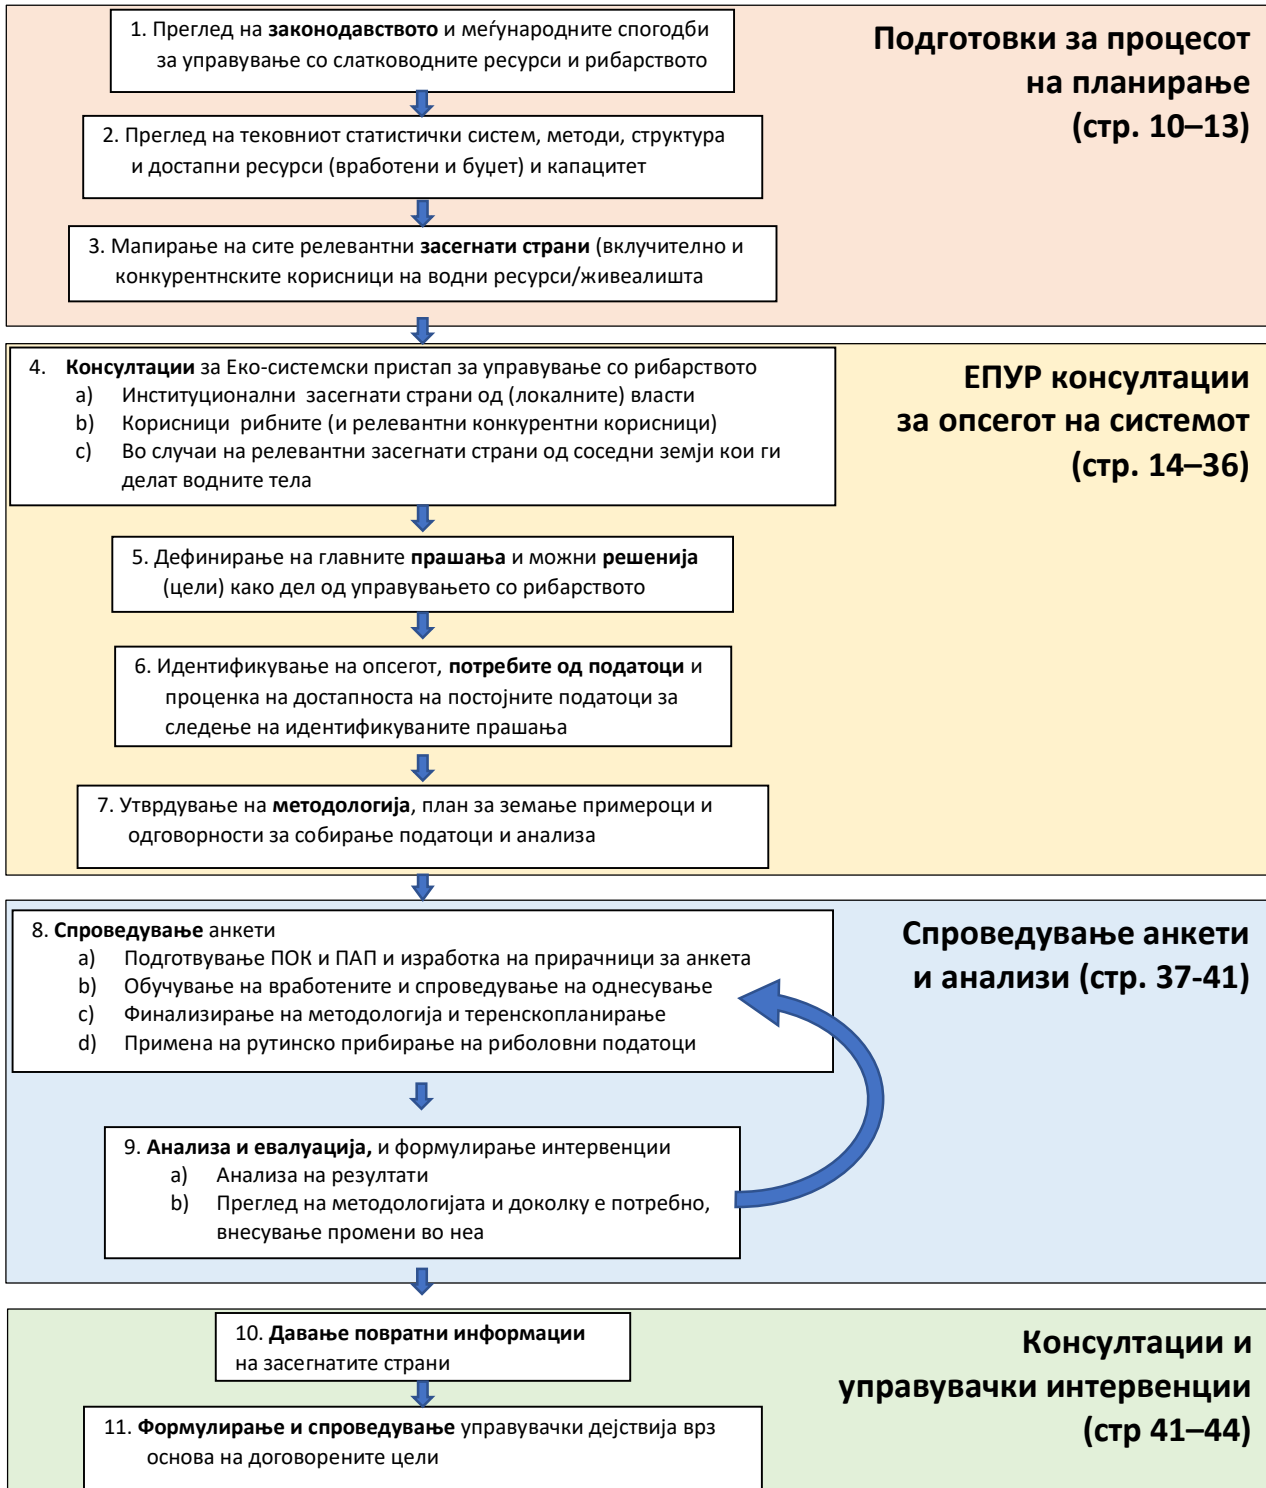 1. Преглед на законодавството и меѓународните спогодби
за управување со слатководните ресурси и рибарството
Подготовки за процесот
на планирање
(стр. 10–13)
2. Преглед на тековниот статистички систем, методи, структура
и достапни ресурси (вработени и буџет) и капацитет
3. Мапирање на сите релевантни засегнати страни (вклучително и
конкурентнските корисници на водни ресурси/живеалишта
4. Консултации за Еко-системски пристап за управување со рибарството
a) Институционални засегнати страни од (локалните) власти
b) Корисници рибните (и релевантни конкурентни корисници)
c) Во случаи на релевантни засегнати страни од соседни земји кои ги
делат водните тела
ЕПУР консултации
за опсегот на системот
(стр. 14–36)
5. Дефинирање на главните прашања и можни решенија
(цели) како дел од управувањето со рибарството
6. Идентификување на опсегот, потребите од податоци и
проценка на достапноста на постојните податоци за
следење на идентификуваните прашања
7. Утврдување на методологија, план за земање примероци и
одговорности за собирање податоци и анализа
8. Спроведување анкети
a) Подготвување ПОК и ПАП и изработка на прирачници за анкета
b) Обучување на вработените и спроведување на однесување
c) Финализирање на методологија и теренскопланирање
d) Примена на рутинско прибирање на риболовни податоци
Спроведување анкети
и анализи (стр. 37-41)
9. Анализа и евалуација, и формулирање интервенции
a) Анализа на резултати
b) Преглед на методологијата и доколку е потребно,
внесување промени во неа
10. Давање повратни информации
на засегнатите страни
Консултации и
управувачки интервенции
(стр 41–44)
11. Формулирање и спроведување управувачки дејствија врз
основа на договорените цели